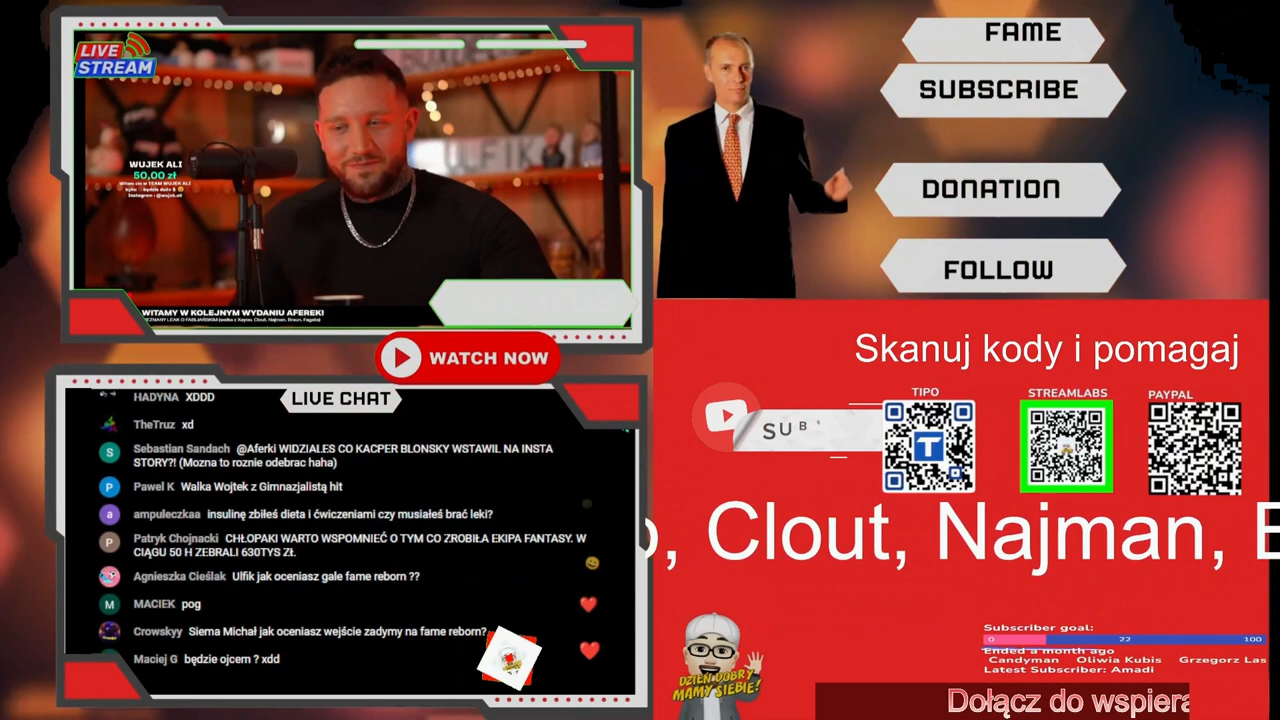 LIVE
STREAM
WUJEK ALI
50,00 zł
WITAMY W KOLEJNYM WYDANIU AFEREKI
WATCH NOW
LIVE CHAT
HADYNA XDDD
TheTruz xd
Sebastian Sandach @Aferki WIDZIALES CO KACPER BLONSKY WSTAWIL NA INSTA
STORY?! (Mozna to roznie odebrac haha)
Pawel K Walka Wojtek z Gimnazjalistą hit
ampuleczkaa insulinę zbiłeś dieta i ćwiczeniami czy musiałeś brać leki?
Patryk Chojnacki CHŁOPAKI WARTO WSPOMNIEĆ O TYM CO ZROBIŁA EKIPA FANTASY. W
CIĄGU 50 H ZEBRALI 630TYS ZŁ.
Agnieszka Cieślak Ulfik jak oceniasz gale fame reborn ??
MACIEK pog
Crowskyy Siema Michał jak oceniasz wejście zadymy na fame reborn?
Maciej G będzie ojcem ? xdd
FAME
SUBSCRIBE
DONATION
FOLLOW
Skanuj kody i pomagaj
TIPO STREAMLABS PAYPAL
SUBS
o, Clout, Najman,
DZIEŃ DOBRY
MAMY SIEBIE!
Subscriber goal:
0 22 100
Ended a month ago
Candyman Oliwia Kubis Grzegorz Las
Latest Subscriber: Amadi
Dołącz do wspiera